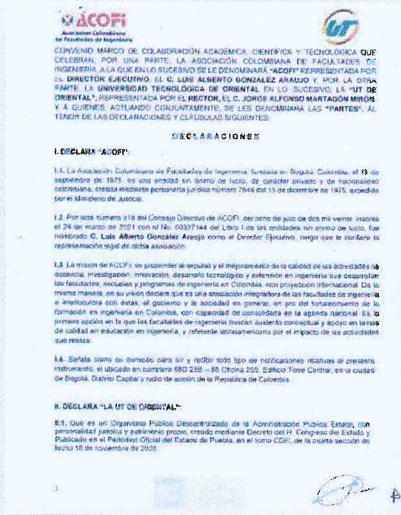 ACOFI
Asociación Colombiana
de Facultades de Ingeniería
UT
CONVENIO MARCO DE COLABORACIÓN ACADÉMICA, CIENTÍFICA Y TECNOLÓGICA QUE
CELEBRAN, POR UNA PARTE, LA ASOCIACIÓN COLOMBIANA DE FACULTADES DE
INGENIERÍA A LA QUE EN LO SUCESIVO SE LE DENOMINARÁ "ACOFI" REPRESENTADA POR
EL DIRECTOR EJECUTIVO, EL C. LUIS ALBERTO GONZÁLEZ ARAUJO Y POR LA OTRA
PARTE, LA UNIVERSIDAD TECNOLÓGICA DE ORIENTAL EN LO SUCESIVO, LA "UT DE
ORIENTAL", REPRESENTADA POR EL RECTOR, EL C. JORGE ALFONSO MARTAGÓN MIRÓN
Y A QUIENES, ACTUANDO CONJUNTAMENTE, SE LES DENOMINARÁ LAS "PARTES", AL
TENOR DE LAS DECLARACIONES Y CLÁUSULAS SIGUIENTES:
DECLARACIONES
I. DECLARA "ACOFI":
I.1. La Asociación Colombiana de Facultades de Ingeniería, fundada en Bogotá, Colombia, el de
septiembre de 1975, es una entidad sin ánimo de lucro, de carácter privado y de nacionalidad
colombiana, creada mediante personería jurídica número del 15 de diciembre de 1975, expedida
por el Ministerio de Justicia.
I.2. Por acta número 218 del Consejo Directivo de ACOFI, del ocho de julio de dos mil veinte, inscrita
el 24 de marzo de 2021 con el No. del Libro I de las entidades sin ánimo de lucro, fue
nombrado C. Luis Alberto González Araujo como el Director Ejecutivo, cargo que le confiere la
representación legal de dicha asociación.
I.3. La misión de ACOFI, es propender al impulso y el mejoramiento de la calidad de las actividades de
docencia, investigación, innovación, desarrollo tecnológico y extensión en ingeniería que desarrollan
las facultades, escuelas y programas de ingeniería en Colombia, con proyección internacional. De la
misma manera, en su visión declara que es una asociación integradora de las facultades de ingeniería
e interlocutora con éstas, el gobierno y la sociedad en general, en pro del fortalecimiento de la
formación en ingeniería en Colombia, con capacidad de consolidarla en la agenda nacional. Es la
primera opción en la que las facultades de ingeniería buscan sustento conceptual y apoyo en temas
de calidad en educación en ingeniería, y referente latinoamericano por el impacto de las actividades
que realiza.
I.4. Señala como su domicilio para oír y recibir todo tipo de notificaciones relativas al presente
instrumento, el ubicado en carretera 68D 25B - 86 Oficina 205, Edificio Torre Central, en la ciudad
de Bogotá, Distrito Capital y radio de acción de la República de Colombia.
II. DECLARA "LA UT DE ORIENTAL":
II.1. Que es un Organismo Público Descentralizado de la Administración Pública Estatal, con
personalidad jurídica y patrimonio propio, creado mediante Decreto del H. Congreso del Estado y
Publicado en el Periódico Oficial del Estado de Puebla, en el tomo de la cuarta sección de
fecha 10 de noviembre de